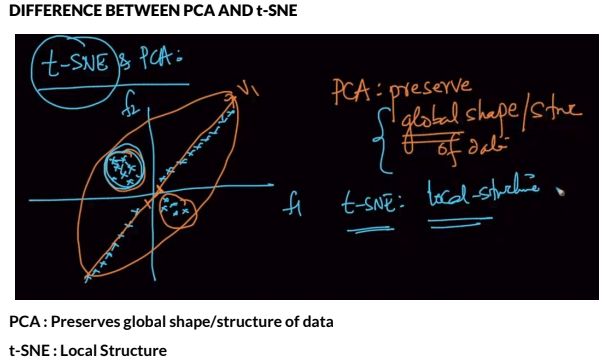 DIFFERENCE BETWEEN PCA AND t-SNE
t-SNE & PCA:
f2
V1
f1
PCA: preserve
global shape/struc
of data
t-SNE: local-structure
PCA : Preserves global shape/structure of data
t-SNE : Local Structure